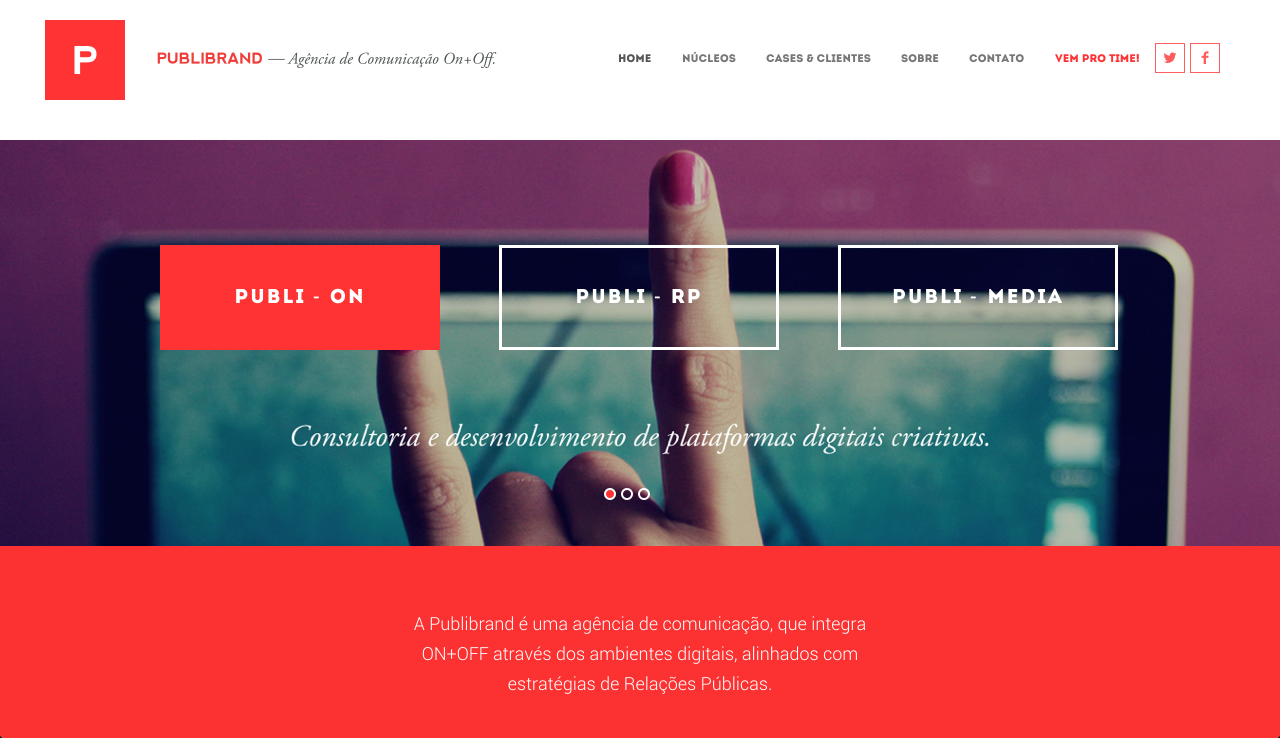 P
PUBLIBRAND — Agência de Comunicação On+Off.
HOME NÚCLEOS CASES & CLIENTES SOBRE CONTATO VEM PRO TIME!
PUBLI - ON
PUBLI - RP
PUBLI - MEDIA
Consultoria e desenvolvimento de plataformas digitais criativas.
A Publibrand é uma agência de comunicação, que integra
ON+OFF através dos ambientes digitais, alinhados com
estratégias de Relações Públicas.